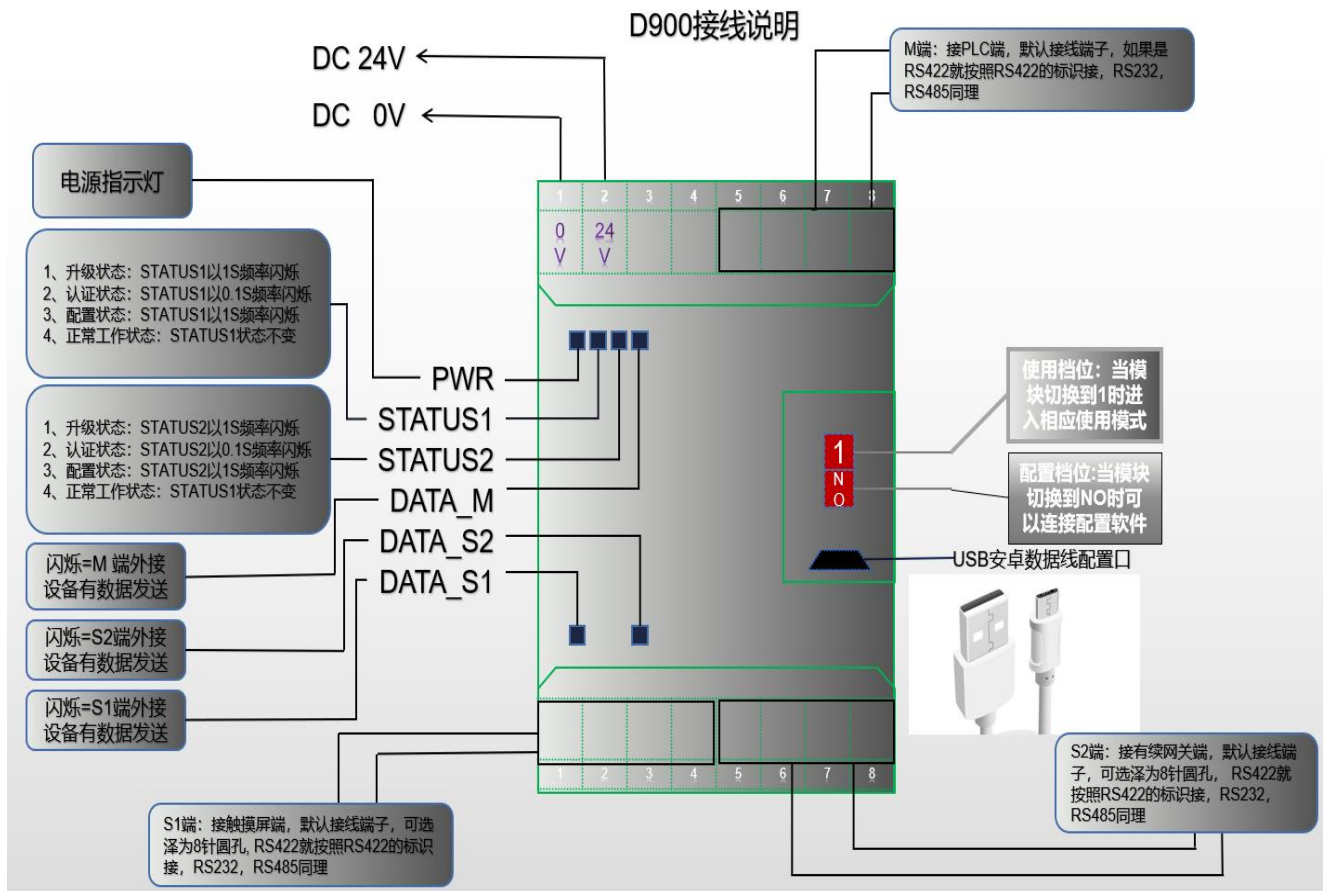 D900接线说明
DC 24V
DC 0V
M端：接PLC端，默认接线端子，如果是
RS422就按照RS422的标识接，RS232，
RS485同理
电源指示灯
1 2 3 4 5 6 7 8
0 24
V V
1、升级状态：STATUS1以1S频率闪烁
2、认证状态：STATUS1以0.1S频率闪烁
3、配置状态：STATUS1以1S频率闪烁
4、正常工作状态：STATUS1状态不变
1、升级状态：STATUS2以1S频率闪烁
2、认证状态：STATUS2以0.1S频率闪烁
3、配置状态：STATUS2以1S频率闪烁
4、正常工作状态：STATUS1状态不变
PWR
STATUS1
STATUS2
DATA_M
DATA_S2
DATA_S1
使用档位：当模
块切换到1时进
入相应使用模式
1
N
O
配置档位:当模块
切换到NO时可
以连接配置软件
USB安卓数据线配置口
闪烁=M 端外接
设备有数据发送
闪烁=S2端外接
设备有数据发送
闪烁=S1端外接
设备有数据发送
1 2 3 4 5 6 7 8
S1端：接触摸屏端，默认接线端子，可选
泽为8针圆孔, RS422就按照RS422的标识
接，RS232，RS485同理
S2端：接有续网关端，默认接线端
子，可选泽为8针圆孔， RS422就
按照RS422的标识接，RS232，
RS485同理